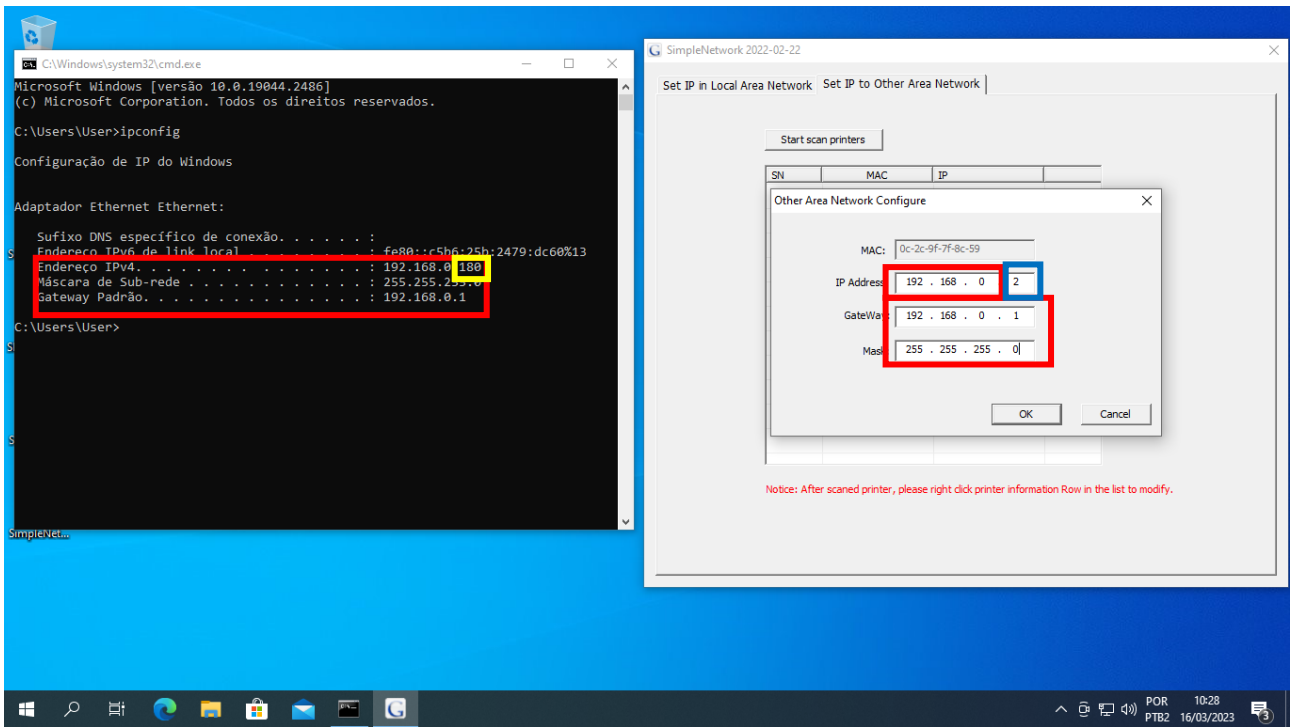 C:\Windows\system32\cmd.exe
Microsoft Windows [versão 10.0.19044.2486]
(c) Microsoft Corporation. Todos os direitos reservados.
C:\Users\User>ipconfig
Configuração de IP do Windows
Adaptador Ethernet Ethernet:
Sufixo DNS específico de conexão. . . . . . :
Endereço IPv6 de link local . . . . . . . . : fe80::c5b6:25b:2479:dc60%13
Endereço IPv4. . . . . . . . . . . . . . . : 192.168.0.180
Máscara de Sub-rede . . . . . . . . . . . . : 255.255.255.0
Gateway Padrão. . . . . . . . . . . . . . . : 192.168.0.1
C:\Users\User>
SimpleNet...
SimpleNetwork 2022-02-22
Set IP in Local Area Network Set IP to Other Area Network
Start scan printers
SN MAC IP
Other Area Network Configure
MAC: 0c-2c-9f-7f-8c-59
IP Address 192 . 168 . 0 2
GateWay: 192 . 168 . 0 . 1
Mask 255 . 255 . 255 . 0
OK Cancel
Notice: After scaned printer, please right click printer information Row in the list to modify.
POR 10:28
PTB2 16/03/2023
3